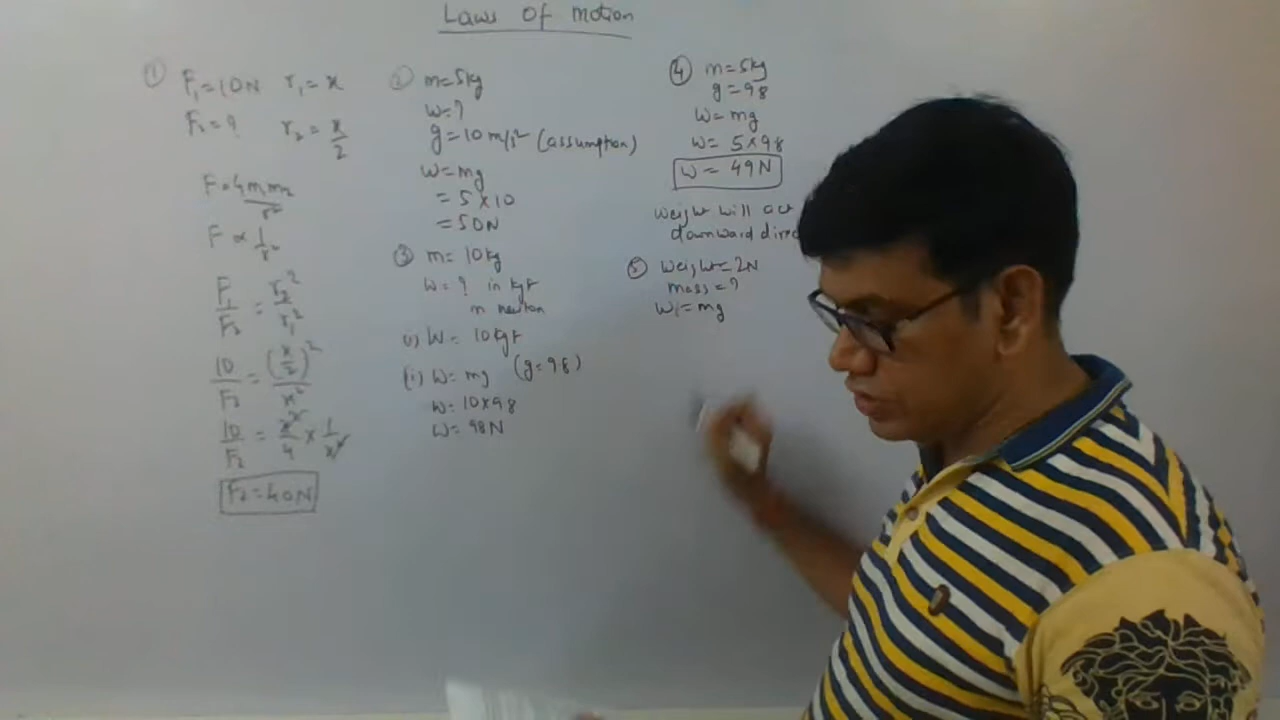 Laws Of Motion
① F₁=10N r₁=x
F₂=? r₂=x/2
F=Gm₁m₂/r²
F ∝ 1/r²
F₁/F₂ = r₂²/r₁²
10/F₂ = (x/2)²/x²
10/F₂ = x²/4 × 1/x²
F₂=40N
② m=5kg
W=?
g=10 m/s² (assumption)
W=mg
= 5×10
= 50N
③ m=10kg
W=? in kgf
in newton
(i) W= 10kgf
(ii) W= mg (g=9.8)
W=10×9.8
W= 98N
④ m=5kg
g=9.8
W=mg
W= 5×9.8
W= 49N
Weight will act
downward direc
⑤ Weight=2N
mass=?
W=mg